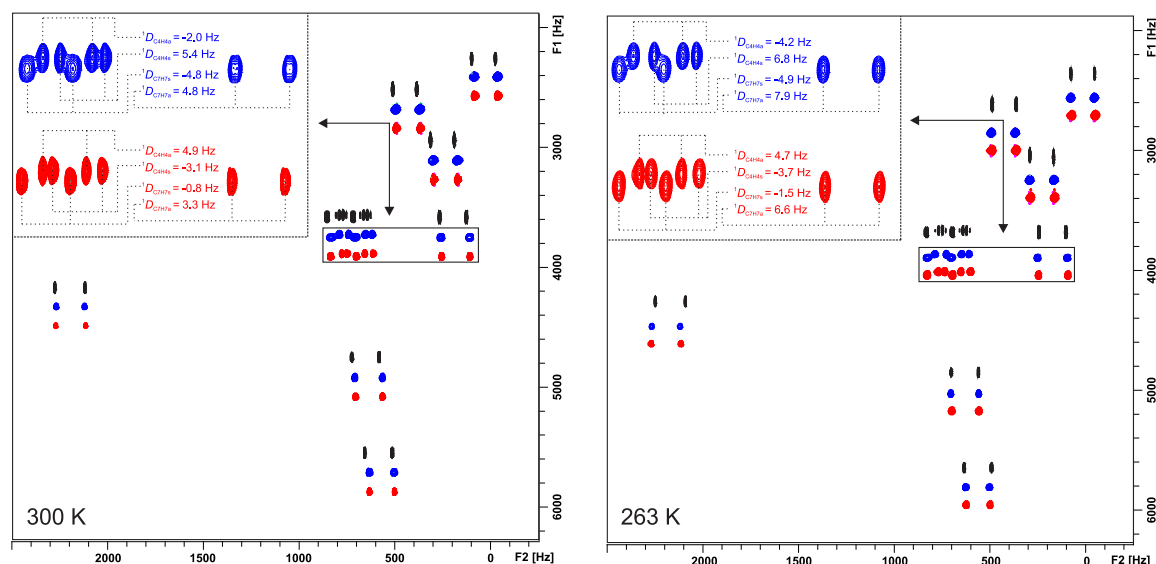 ¹D_C4H4a = -2.0 Hz
¹D_C4H4s = 5.4 Hz
¹D_C7H7s = -4.8 Hz
¹D_C7H7a = 4.8 Hz
¹D_C4H4a = 4.9 Hz
¹D_C4H4s = -3.1 Hz
¹D_C7H7s = -0.8 Hz
¹D_C7H7a = 3.3 Hz
300 K
F1 [Hz]
3000
4000
5000
6000
2000
1500
1000
500
0
F2 [Hz]
¹D_C4H4a = -4.2 Hz
¹D_C4H4s = 6.8 Hz
¹D_C7H7s = -4.9 Hz
¹D_C7H7a = 7.9 Hz
¹D_C4H4a = 4.7 Hz
¹D_C4H4s = -3.7 Hz
¹D_C7H7s = -1.5 Hz
¹D_C7H7a = 6.6 Hz
263 K
F1 [Hz]
3000
4000
5000
6000
2000
1500
1000
500
0
F2 [Hz]